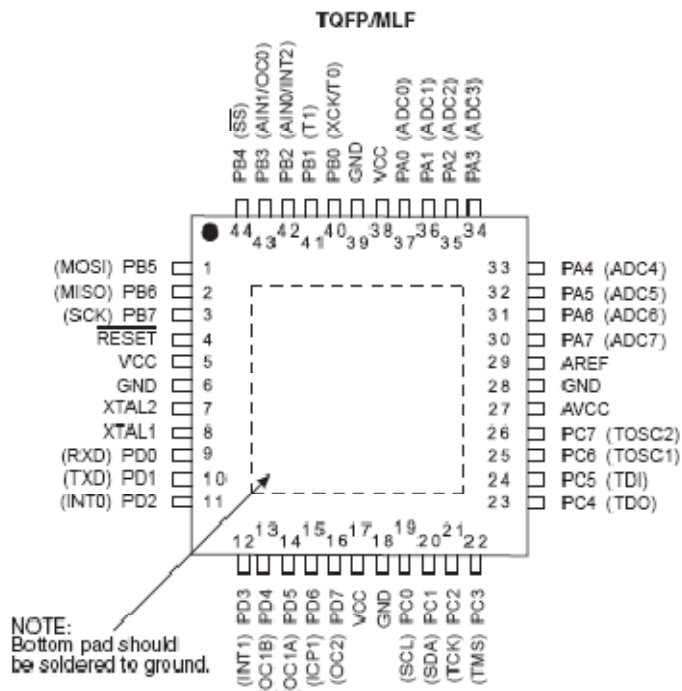 TQFP/MLF
PB4 (SS)
PB3 (AIN1/OC0)
PB2 (AIN0/INT2)
PB1 (T1)
PB0 (XCK/T0)
GND
VCC
PA0 (ADC0)
PA1 (ADC1)
PA2 (ADC2)
PA3 (ADC3)
44 43 42 41 40 39 38 37 36 35 34
(MOSI) PB5 1
(MISO) PB6 2
(SCK) PB7 3
RESET 4
VCC 5
GND 6
XTAL2 7
XTAL1 8
(RXD) PD0 9
(TXD) PD1 10
(INT0) PD2 11
33 PA4 (ADC4)
32 PA5 (ADC5)
31 PA6 (ADC6)
30 PA7 (ADC7)
29 AREF
28 GND
27 AVCC
26 PC7 (TOSC2)
25 PC6 (TOSC1)
24 PC5 (TDI)
23 PC4 (TDO)
12 13 14 15 16 17 18 19 20 21 22
(INT1) PD3
(OC1B) PD4
(OC1A) PD5
(ICP1) PD6
(OC2) PD7
VCC
GND
(SCL) PC0
(SDA) PC1
(TCK) PC2
(TMS) PC3
NOTE:
Bottom pad should
be soldered to ground.